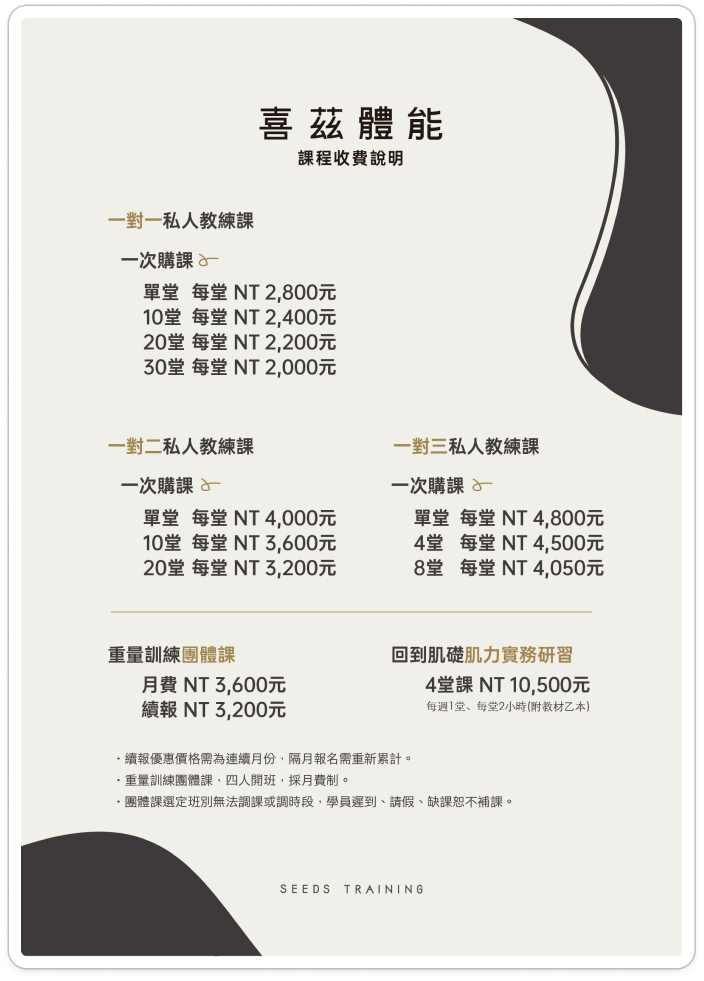 喜茲體能
課程收費說明
一對一私人教練課
一次購課
單堂 每堂 NT 2,800元
10堂 每堂 NT 2,400元
20堂 每堂 NT 2,200元
30堂 每堂 NT 2,000元
一對二私人教練課
一次購課
單堂 每堂 NT 4,000元
10堂 每堂 NT 3,600元
20堂 每堂 NT 3,200元
一對三私人教練課
一次購課
單堂 每堂 NT 4,800元
4堂 每堂 NT 4,500元
8堂 每堂 NT 4,050元
重量訓練團體課
月費 NT 3,600元
續報 NT 3,200元
回到肌礎肌力實務研習
4堂課 NT 10,500元
每週1堂、每堂2小時(附教材乙本)
・續報優惠價格需為連續月份，隔月報名需重新累計。
・重量訓練團體課，四人開班，採月費制。
・團體課選定班別無法調課或調時段，學員遲到、請假、缺課恕不補課。
SEEDS TRAINING